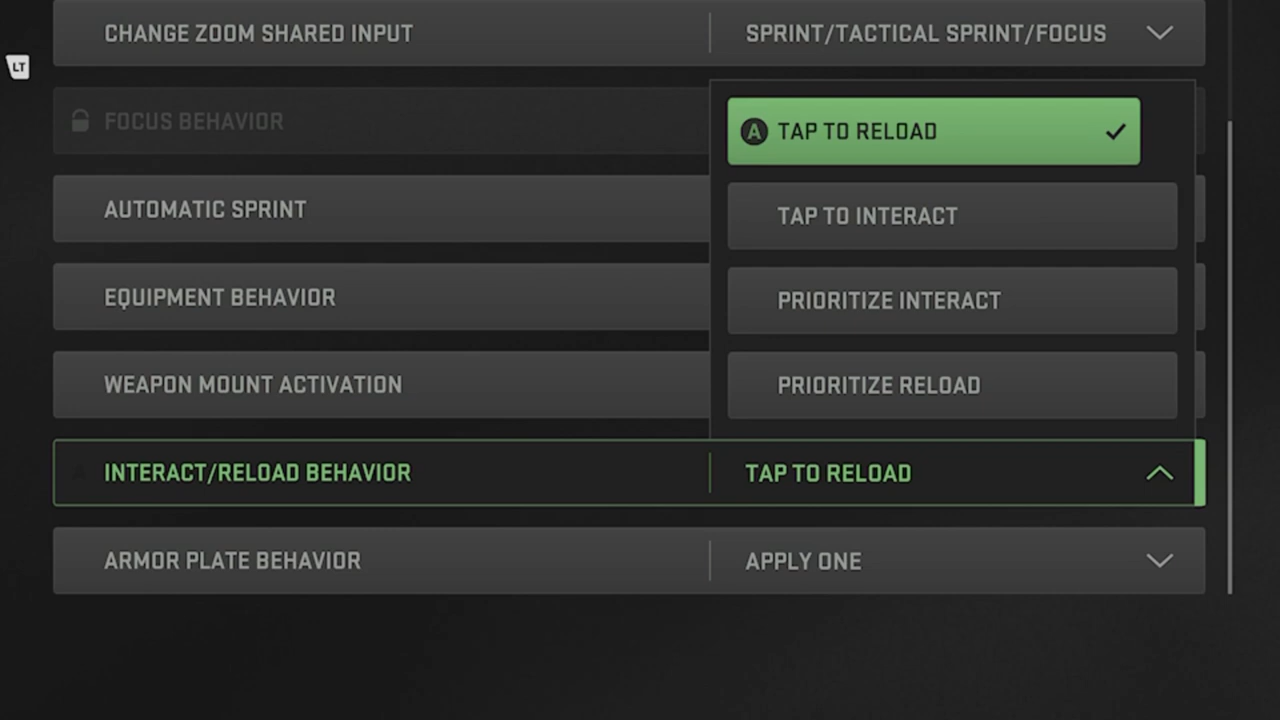 CHANGE ZOOM SHARED INPUT SPRINT/TACTICAL SPRINT/FOCUS
LT
FOCUS BEHAVIOR
A TAP TO RELOAD
AUTOMATIC SPRINT
TAP TO INTERACT
EQUIPMENT BEHAVIOR
PRIORITIZE INTERACT
WEAPON MOUNT ACTIVATION
PRIORITIZE RELOAD
INTERACT/RELOAD BEHAVIOR TAP TO RELOAD
ARMOR PLATE BEHAVIOR APPLY ONE